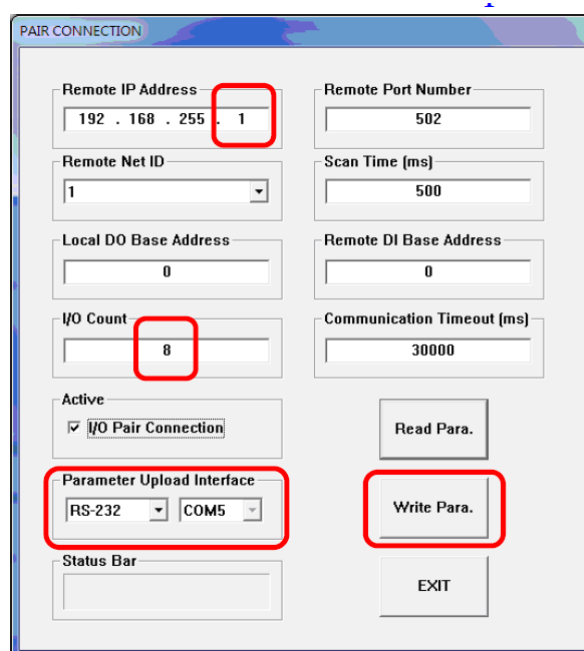 PAIR CONNECTION
Remote IP Address
192 . 168 . 255 . 1
Remote Port Number
502
Remote Net ID
1
Scan Time (ms)
500
Local DO Base Address
0
Remote DI Base Address
0
I/O Count
8
Communication Timeout (ms)
30000
Active
I/O Pair Connection
Read Para.
Parameter Upload Interface
RS-232 COM5
Write Para.
Status Bar
EXIT